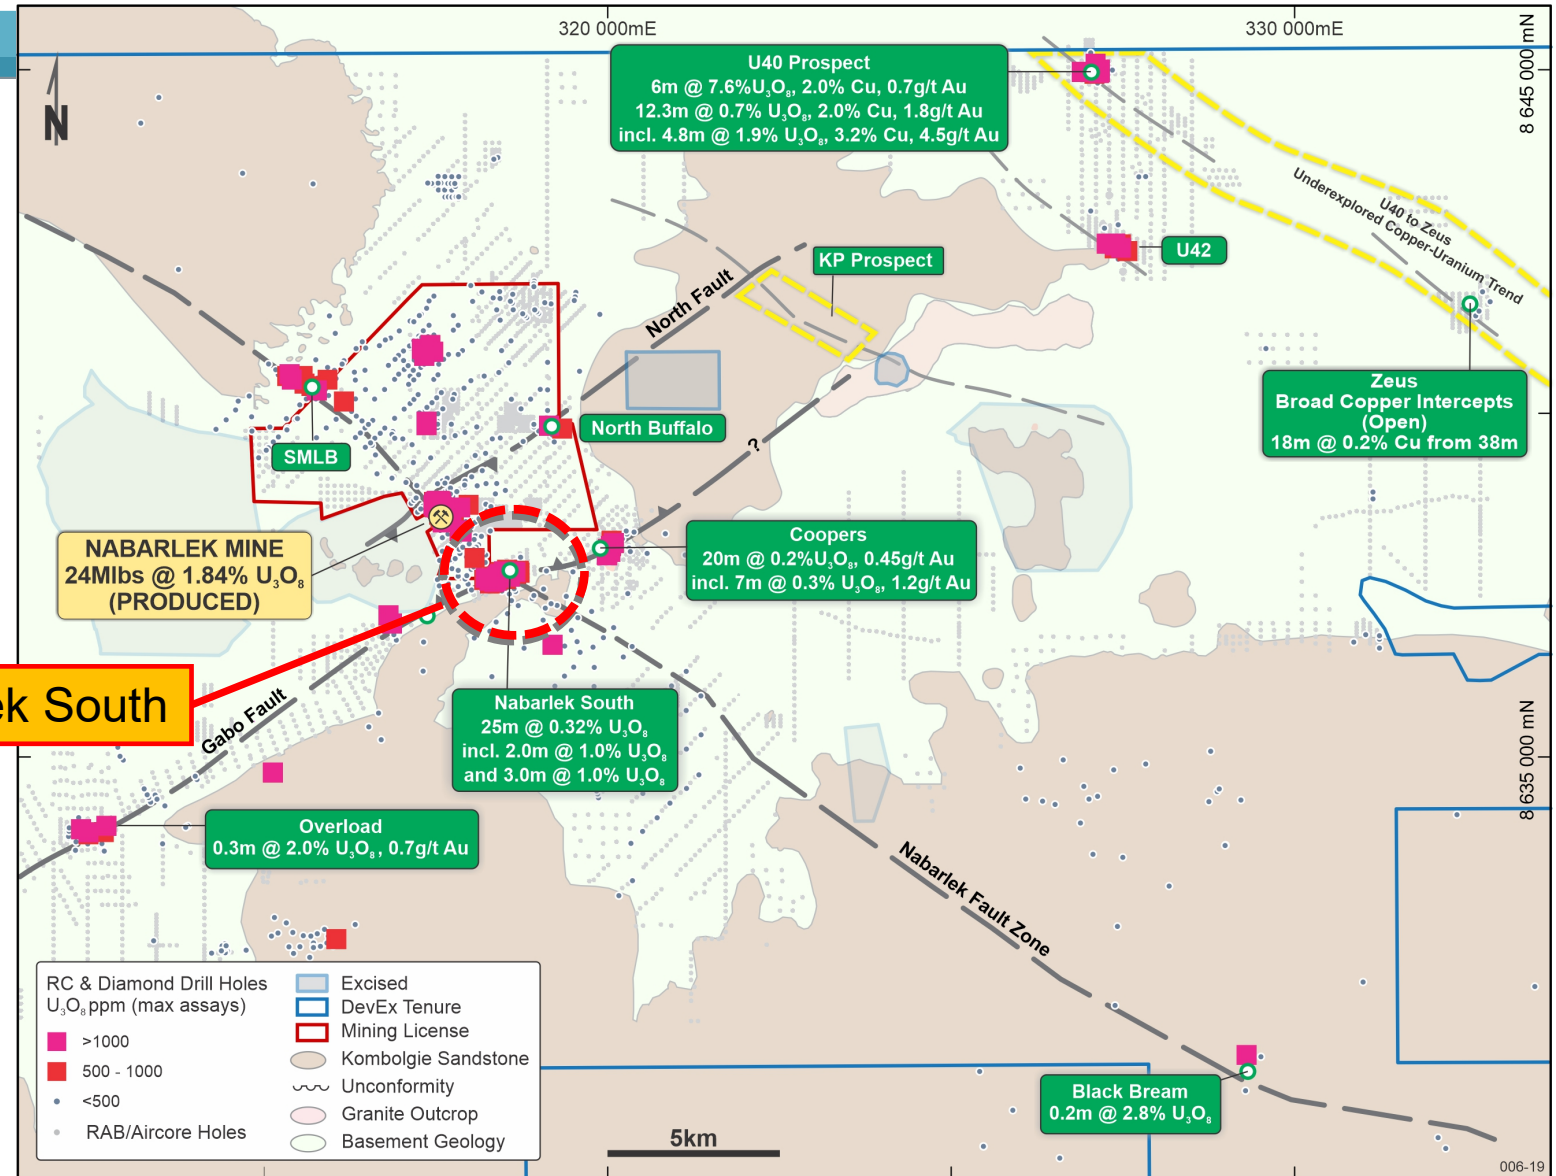 320 000mE
330 000mE
8 645 000 mN
N
U40 Prospect
6m @ 7.6%U₃O₈, 2.0% Cu, 0.7g/t Au
12.3m @ 0.7% U₃O₈, 2.0% Cu, 1.8g/t Au
incl. 4.8m @ 1.9% U₃O₈, 3.2% Cu, 4.5g/t Au
U40 to Zeus
Underexplored Copper-Uranium Trend
U42
KP Prospect
North Fault
Zeus
Broad Copper Intercepts
(Open)
18m @ 0.2% Cu from 38m
North Buffalo
SMLB
?
NABARLEK MINE
24Mlbs @ 1.84% U₃O₈
(PRODUCED)
Coopers
20m @ 0.2%U₃O₈, 0.45g/t Au
incl. 7m @ 0.3% U₃O₈, 1.2g/t Au
ek South
Gabo Fault
Nabarlek South
25m @ 0.32% U₃O₈
incl. 2.0m @ 1.0% U₃O₈
and 3.0m @ 1.0% U₃O₈
8 635 000 mN
Overload
0.3m @ 2.0% U₃O₈, 0.7g/t Au
Nabarlek Fault Zone
RC & Diamond Drill Holes
U₃O₈ ppm (max assays)
>1000
500 - 1000
<500
RAB/Aircore Holes
Excised
DevEx Tenure
Mining License
Kombolgie Sandstone
Unconformity
Granite Outcrop
Basement Geology
Black Bream
0.2m @ 2.8% U₃O₈
5km
006-19